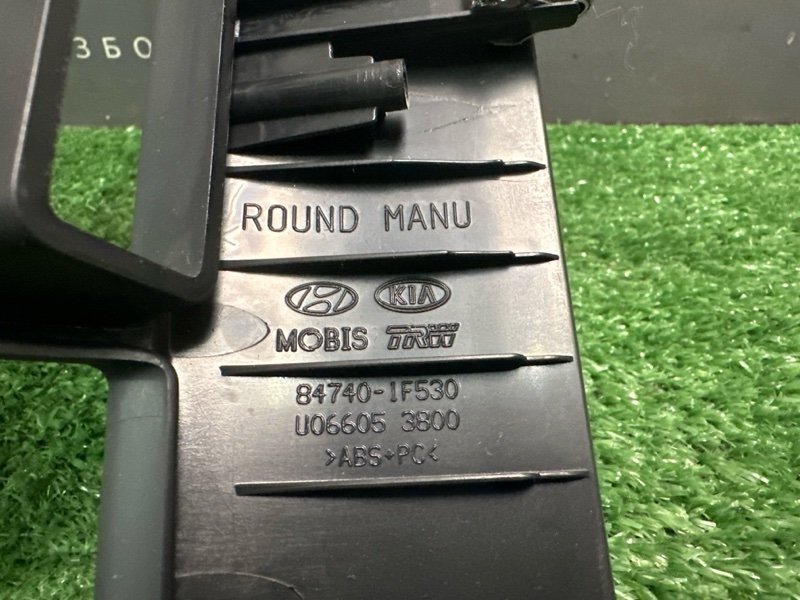 ЗБО
ROUND MANU
KIA
MOBIS TRW
84740-1F530
U06605 3800
>ABS+PC<